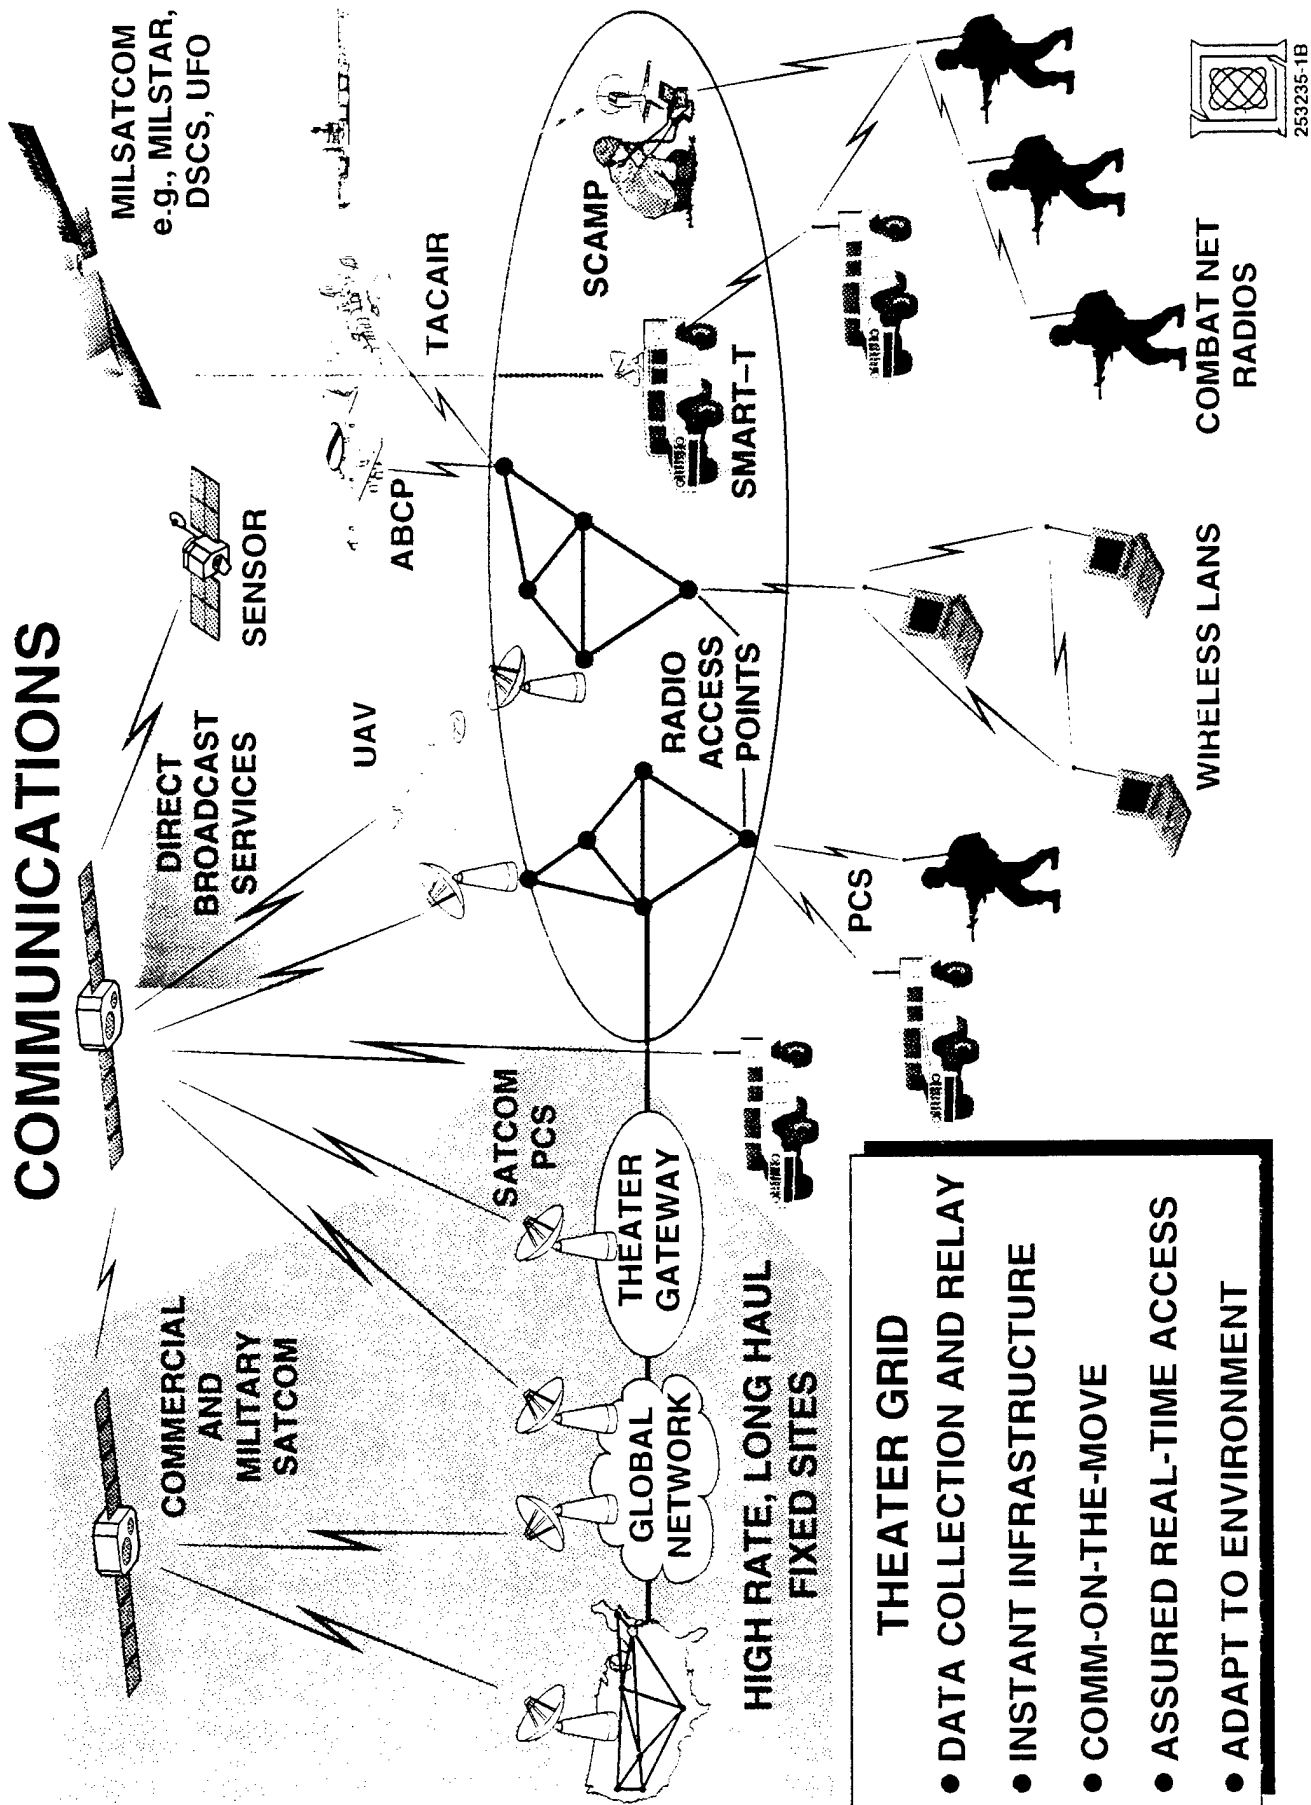 COMMUNICATIONS
MILSATCOM
e.g., MILSTAR,
DSCS, UFO
SENSOR
DIRECT
BROADCAST
SERVICES
COMMERCIAL
AND
MILITARY
SATCOM
TACAIR
ABCP
UAV
SATCOM
PCS
SCAMP
SMART-T
RADIO
ACCESS
POINTS
THEATER
GATEWAY
GLOBAL
NETWORK
HIGH RATE, LONG HAUL
FIXED SITES
PCS
WIRELESS LANS
COMBAT NET
RADIOS
THEATER GRID
● DATA COLLECTION AND RELAY
● INSTANT INFRASTRUCTURE
● COMM-ON-THE-MOVE
● ASSURED REAL-TIME ACCESS
● ADAPT TO ENVIRONMENT
253235-1B